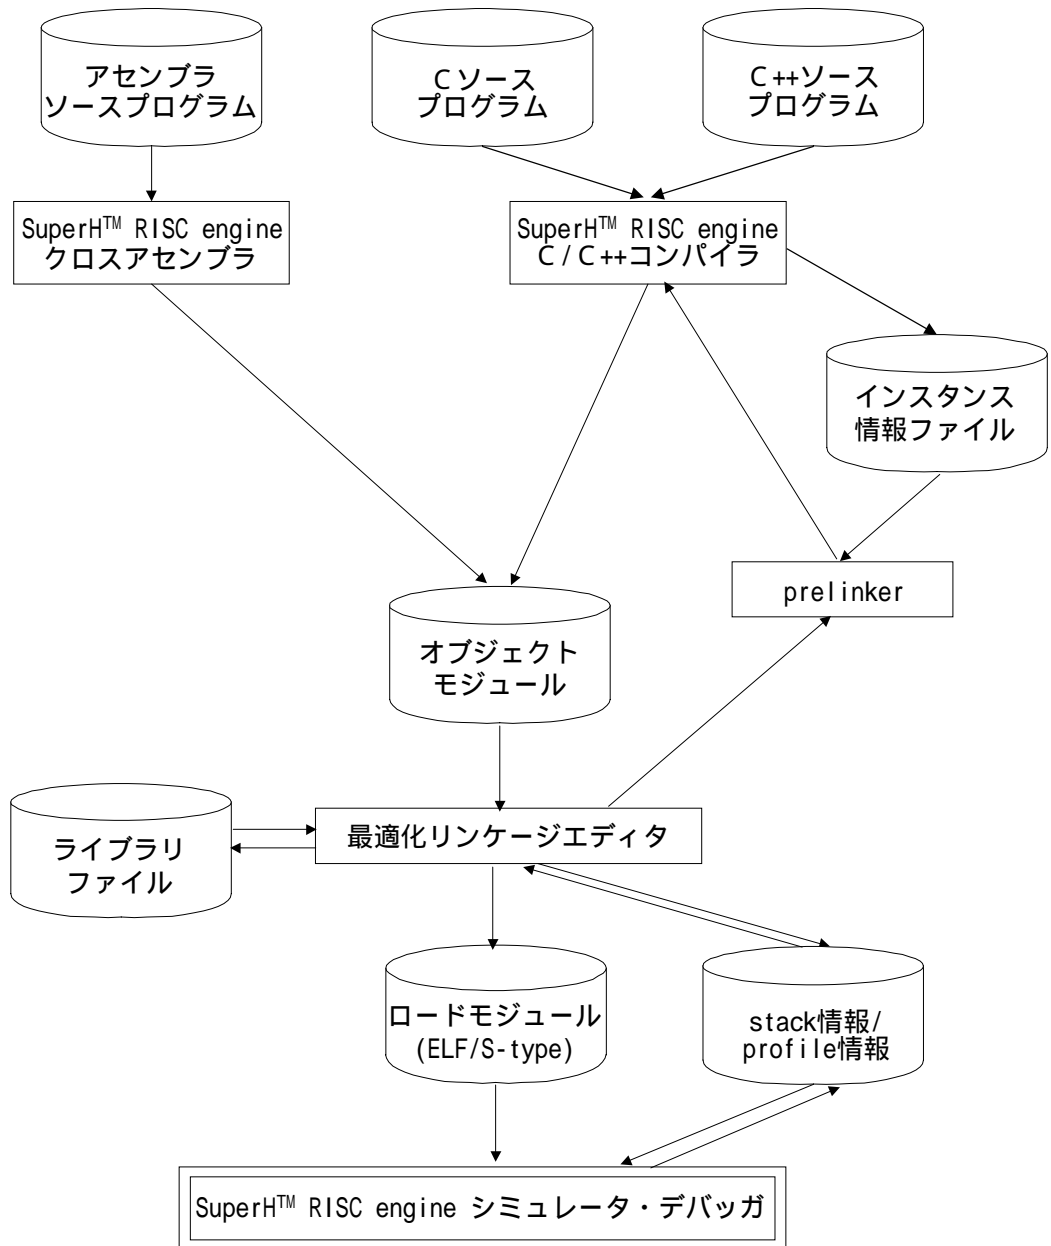 アセンブラ
ソースプログラム
Cソース
プログラム
C++ソース
プログラム
SuperH™ RISC engine
クロスアセンブラ
SuperH™ RISC engine
C/C++コンパイラ
インスタンス
情報ファイル
prelinker
オブジェクト
モジュール
最適化リンケージエディタ
ライブラリ
ファイル
ロードモジュール
(ELF/S-type)
stack情報/
profile情報
SuperH™ RISC engine シミュレータ・デバッガ